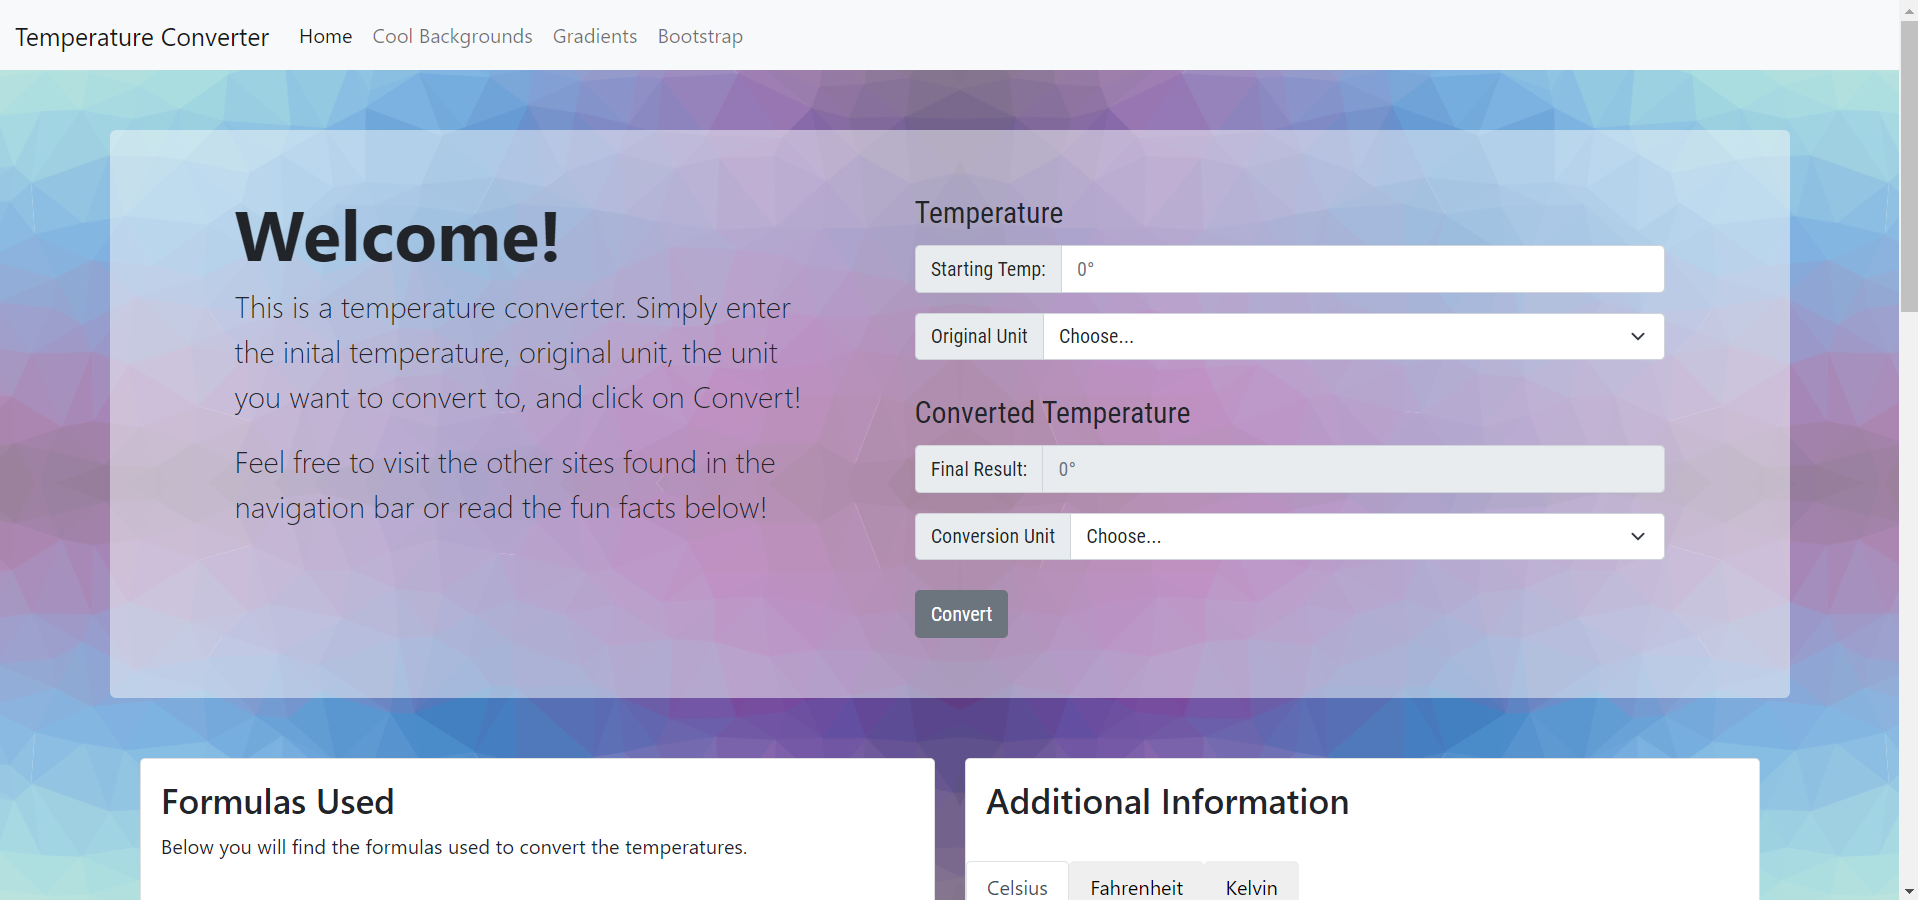 Temperature Converter Home Cool Backgrounds Gradients Bootstrap
Welcome!
This is a temperature converter. Simply enter
the inital temperature, original unit, the unit
you want to convert to, and click on Convert!
Feel free to visit the other sites found in the
navigation bar or read the fun facts below!
Temperature
Starting Temp: 0°
Original Unit Choose...
Converted Temperature
Final Result: 0°
Conversion Unit Choose...
Convert
Formulas Used
Below you will find the formulas used to convert the temperatures.
Additional Information
Celsius Fahrenheit Kelvin